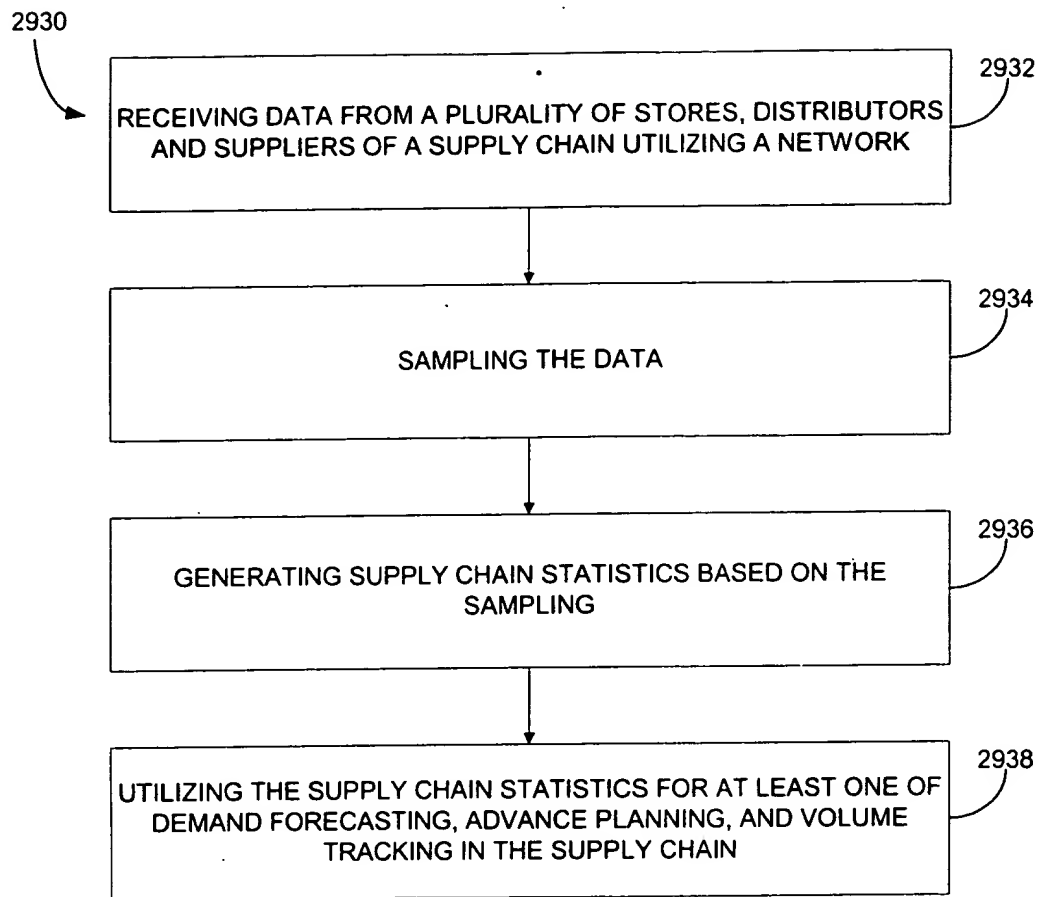 2930
2932
RECEIVING DATA FROM A PLURALITY OF STORES, DISTRIBUTORS
AND SUPPLIERS OF A SUPPLY CHAIN UTILIZING A NETWORK
2934
SAMPLING THE DATA
2936
GENERATING SUPPLY CHAIN STATISTICS BASED ON THE
SAMPLING
2938
UTILIZING THE SUPPLY CHAIN STATISTICS FOR AT LEAST ONE OF
DEMAND FORECASTING, ADVANCE PLANNING, AND VOLUME
TRACKING IN THE SUPPLY CHAIN